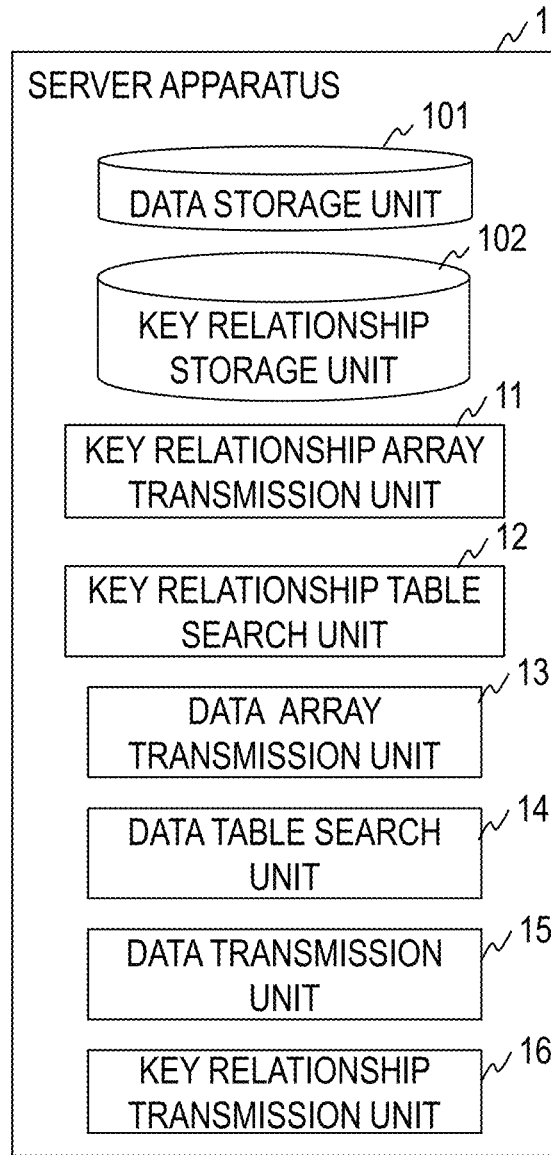 1
SERVER APPARATUS
101
DATA STORAGE UNIT
102
KEY RELATIONSHIP
STORAGE UNIT
11
KEY RELATIONSHIP ARRAY
TRANSMISSION UNIT
12
KEY RELATIONSHIP TABLE
SEARCH UNIT
13
DATA ARRAY
TRANSMISSION UNIT
14
DATA TABLE SEARCH
UNIT
15
DATA TRANSMISSION
UNIT
16
KEY RELATIONSHIP
TRANSMISSION UNIT